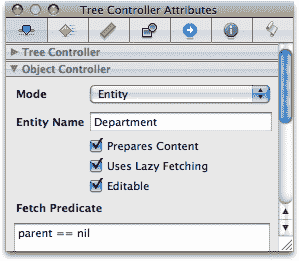 Tree Controller Attributes
Tree Controller
Object Controller
Mode Entity
Entity Name Department
Prepares Content
Uses Lazy Fetching
Editable
Fetch Predicate
parent == nil